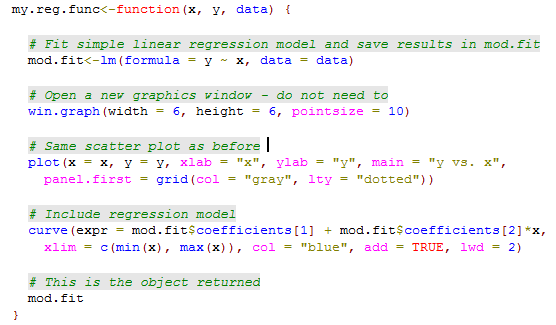 my.reg.func<-function(x, y, data) {
# Fit simple linear regression model and save results in mod.fit
mod.fit<-lm(formula = y ~ x, data = data)
# Open a new graphics window - do not need to
win.graph(width = 6, height = 6, pointsize = 10)
# Same scatter plot as before
plot(x = x, y = y, xlab = "x", ylab = "y", main = "y vs. x",
panel.first = grid(col = "gray", lty = "dotted"))
# Include regression model
curve(expr = mod.fit$coefficients[1] + mod.fit$coefficients[2]*x,
xlim = c(min(x), max(x)), col = "blue", add = TRUE, lwd = 2)
# This is the object returned
mod.fit
}